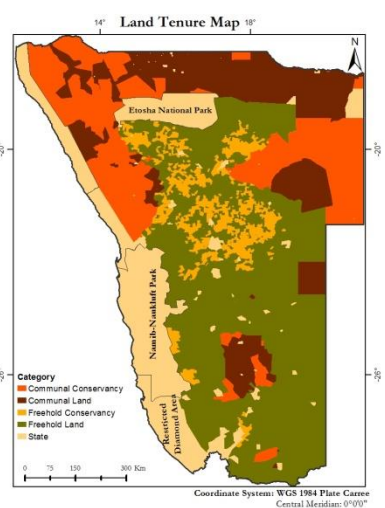 Land Tenure Map
14°
18°
N
Etosha National Park
-20°
-20°
Namib-Naukluft Park
-26°
Restricted
Diamond Area
Category
Communal Conservancy
Communal Land
Freehold Conservancy
Freehold Land
State
0 75 150 300 Km
Coordinate System: WGS 1984 Plate Carree
Central Meridian: 0°0'0"